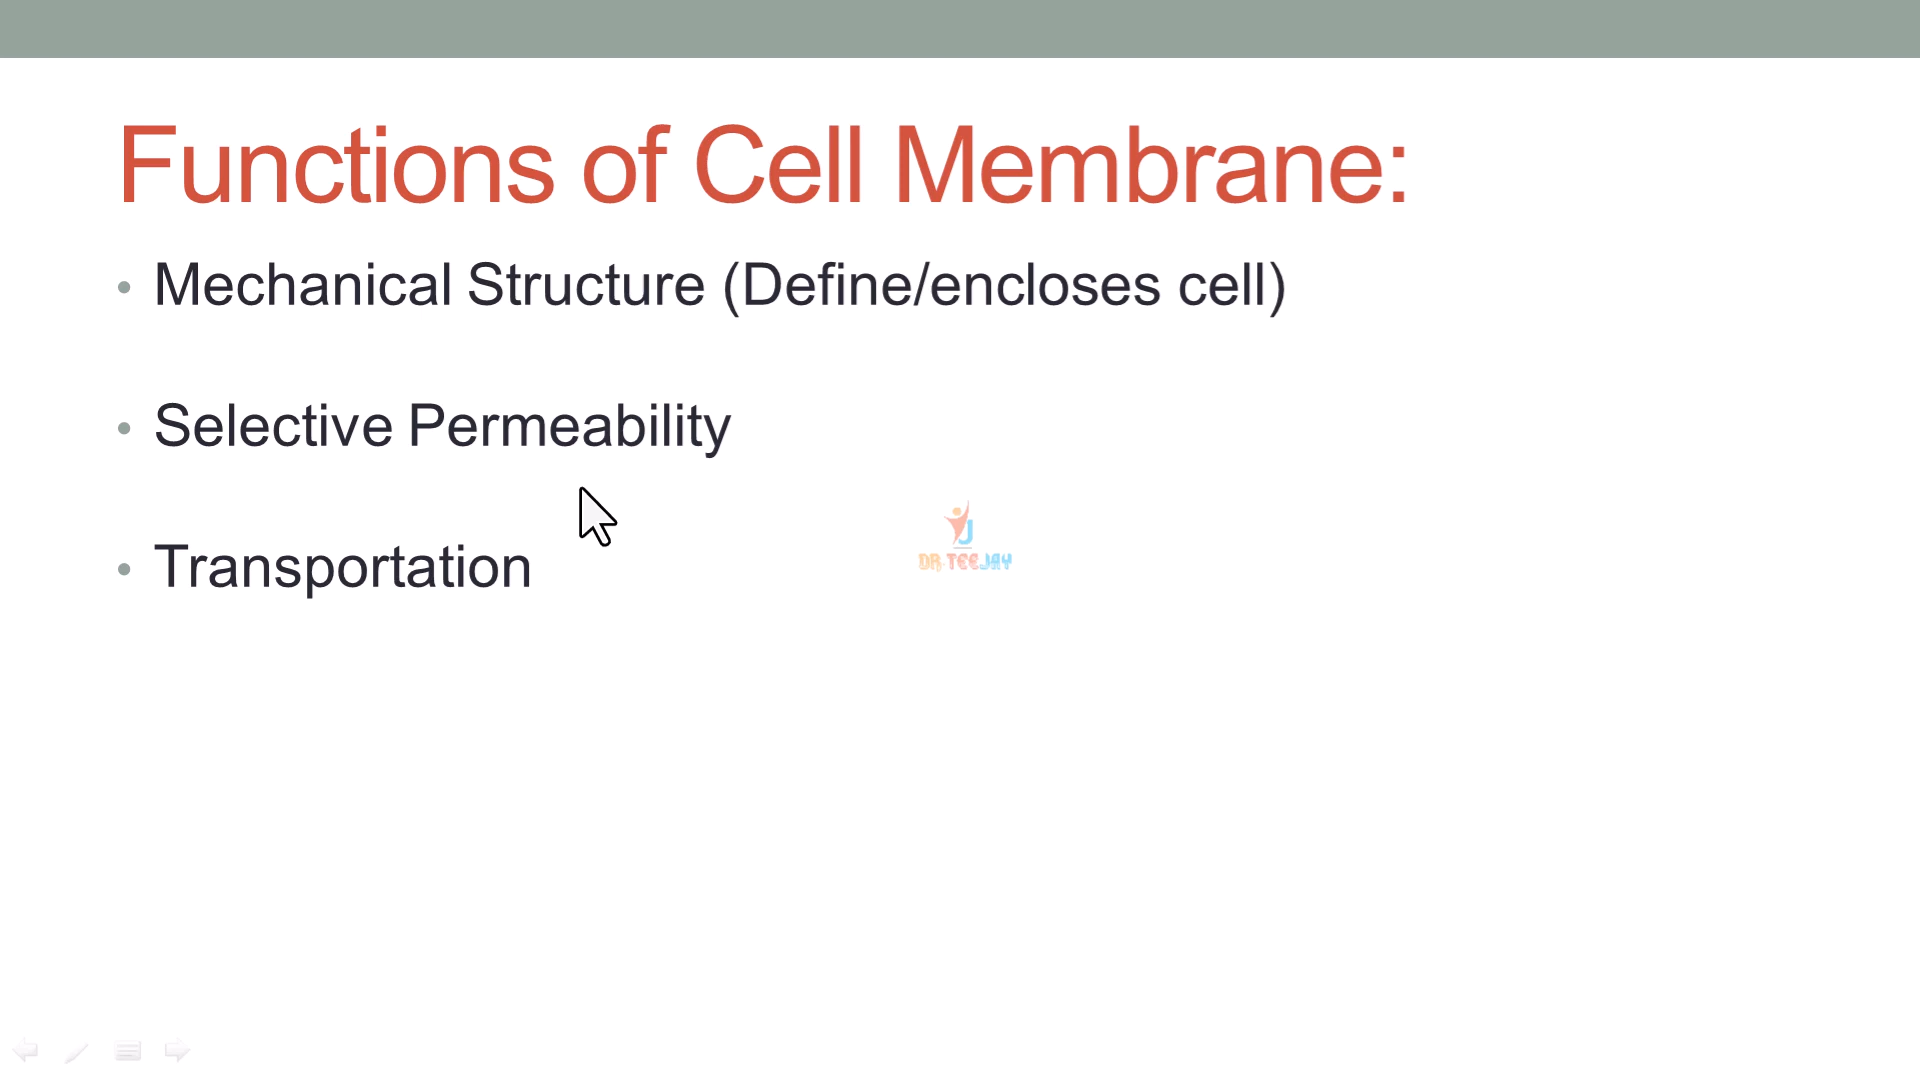 Functions of Cell Membrane:
• Mechanical Structure (Define/encloses cell)
• Selective Permeability
• Transportation
J
DR TEEJAY